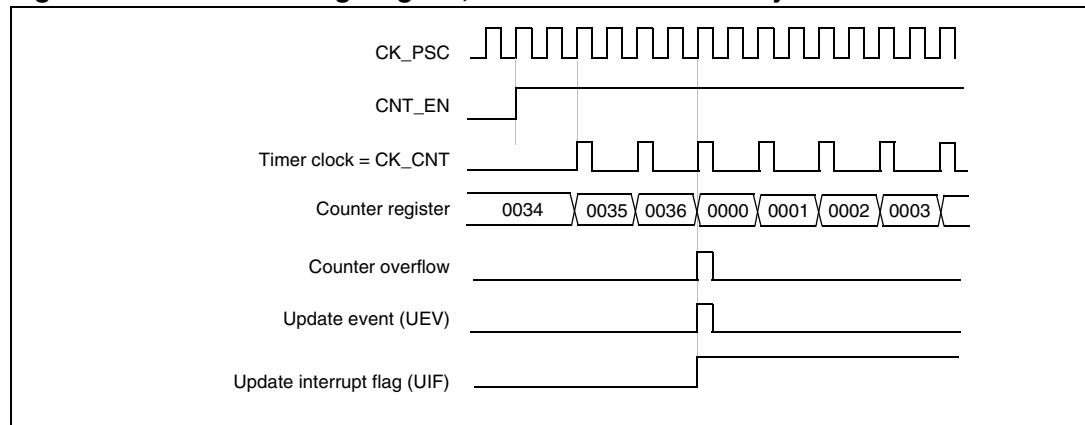 CK_PSC
CNT_EN
Timer clock = CK_CNT
Counter register 0034 0035 0036 0000 0001 0002 0003
Counter overflow
Update event (UEV)
Update interrupt flag (UIF)